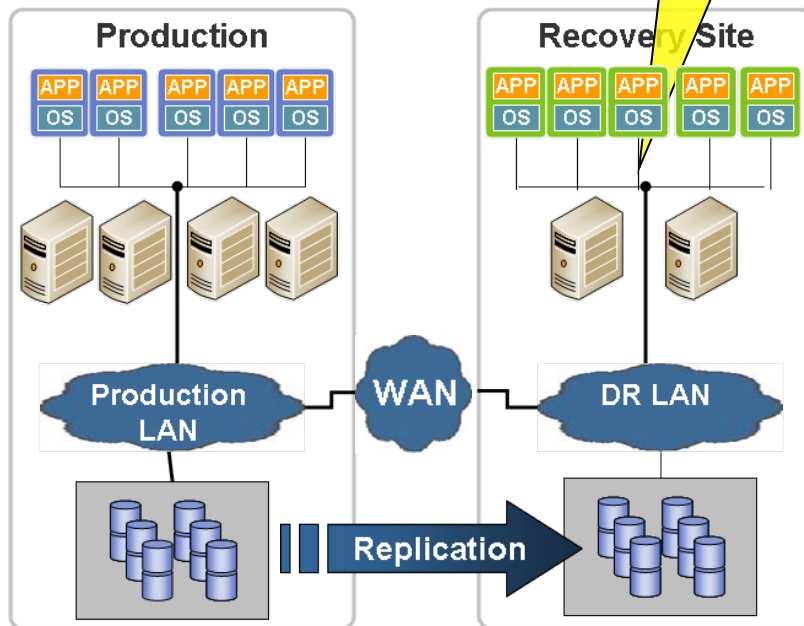 Production
Recovery Site
APP APP APP APP APP
OS OS OS OS OS
APP APP APP APP APP
OS OS OS OS OS
Production
LAN
WAN
DR LAN
Replication